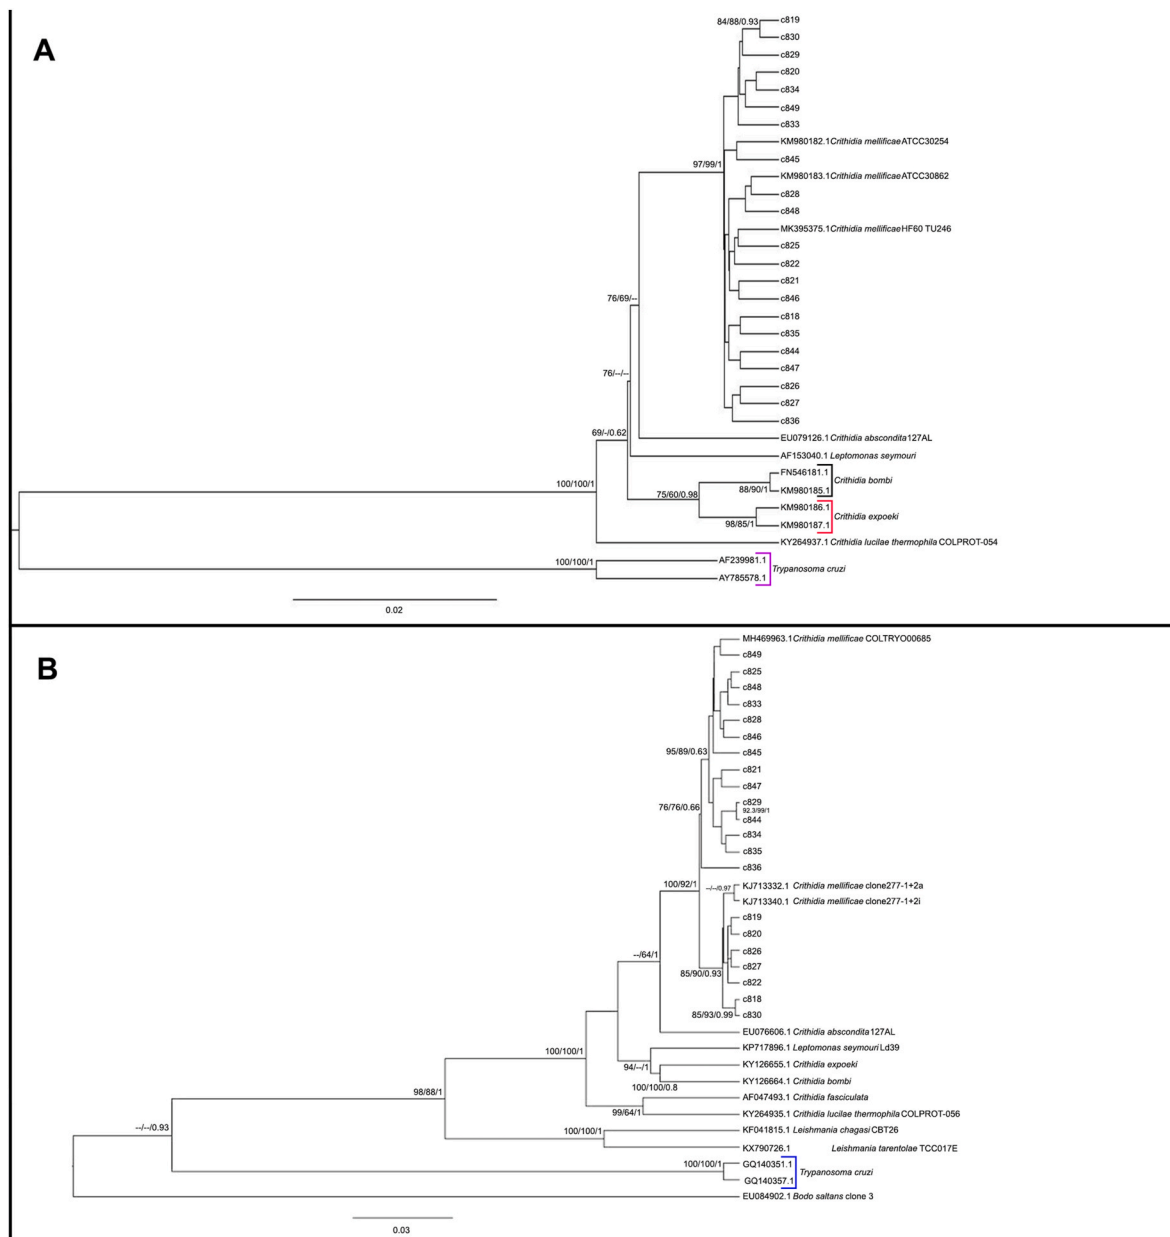 A
84/88/0.93
c819
c830
c829
c820
c834
c849
c833
KM980182.1 Crithidia mellificae ATCC30254
97/99/1
c845
KM980183.1 Crithidia mellificae ATCC30862
c828
c848
MK395375.1 Crithidia mellificae HF60 TU246
c825
c822
c821
c846
76/69/--
c818
c835
c844
c847
76/--/--
c826
c827
c836
69/-/0.62
EU079126.1 Crithidia abscondita 127AL
AF153040.1 Leptomonas seymouri
FN546181.1
Crithidia bombi
100/100/1
88/90/1
KM980185.1
75/60/0.98
KM980186.1
Crithidia expoeki
98/85/1
KM980187.1
KY264937.1 Crithidia lucilae thermophila COLPROT-054
100/100/1
AF239981.1
Trypanosoma cruzi
AY785578.1
0.02
B
MH469963.1 Crithidia mellificae COLTRYO00685
c849
c825
c848
c833
c828
c846
95/89/0.63
c845
c821
c847
c829
76/76/0.66
92.3/99/1
c844
c834
c835
c836
100/92/1
--/--/0.97
KJ713332.1 Crithidia mellificae clone277-1+2a
KJ713340.1 Crithidia mellificae clone277-1+2i
c819
c820
c826
--/64/1
c827
85/90/0.93
c822
c818
85/93/0.99
c830
EU076606.1 Crithidia abscondita 127AL
KP717896.1 Leptomonas seymouri Ld39
100/100/1
94/--/1
KY126655.1 Crithidia expoeki
KY126664.1 Crithidia bombi
100/100/0.8
98/88/1
AF047493.1 Crithidia fasciculata
99/64/1
KY264935.1 Crithidia lucilae thermophila COLPROT-056
--/--/0.93
100/100/1
KF041815.1 Leishmania chagasi CBT26
KX790726.1 Leishmania tarentolae TCC017E
100/100/1
GQ140351.1
Trypanosoma cruzi
GQ140357.1
EU084902.1 Bodo saltans clone 3
0.03